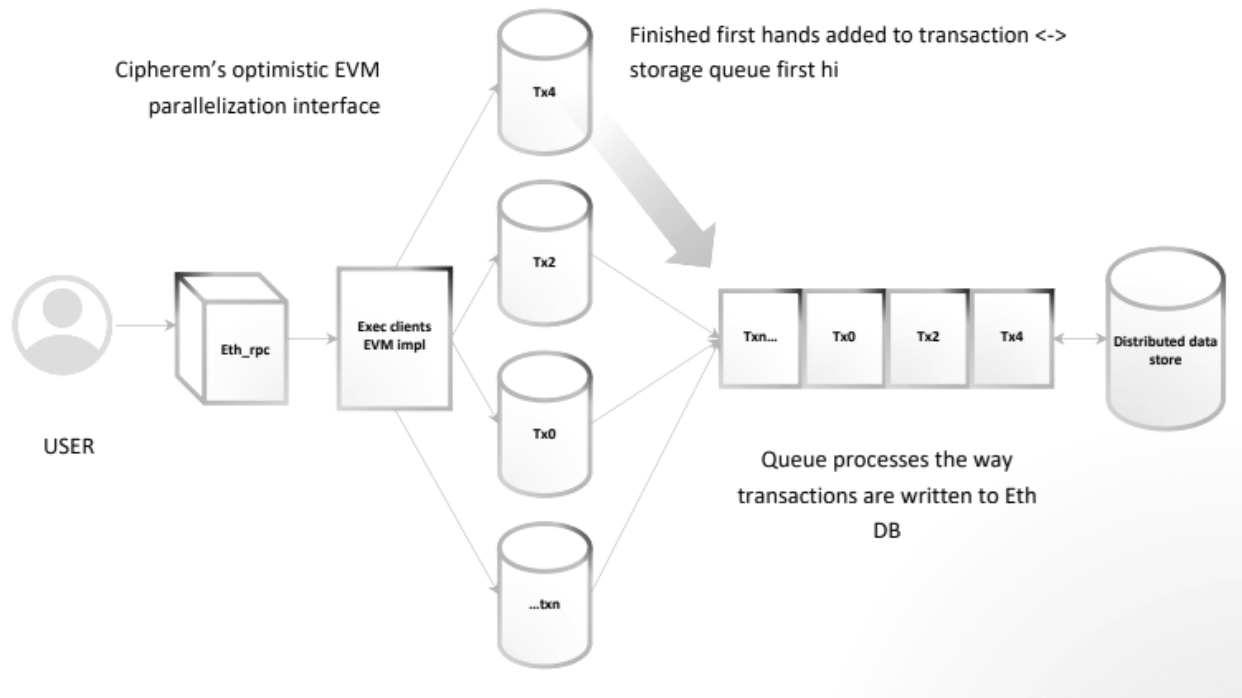 Cipherem's optimistic EVM
parallelization interface
Finished first hands added to transaction <->
storage queue first hi
Tx4
Tx2
Tx0
...txn
Eth_rpc
Exec clients
EVM impl
USER
Txn...
Tx0
Tx2
Tx4
Distributed data
store
Queue processes the way
transactions are written to Eth
DB